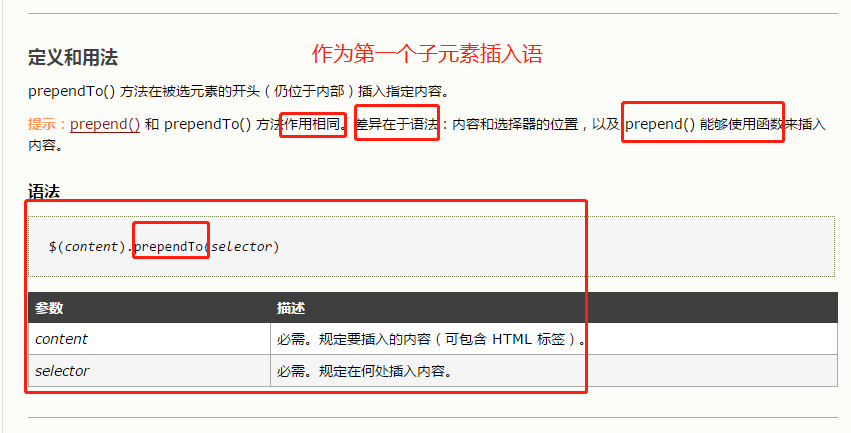 定义和用法
作为第一个子元素插入语
prependTo() 方法在被选元素的开头（仍位于内部）插入指定内容。
提示：prepend() 和 prependTo() 方法作用相同。差异在于语法：内容和选择器的位置，以及 prepend() 能够使用函数来插入
内容。
语法
$(content).prependTo(selector)
参数 描述
content 必需。规定要插入的内容（可包含 HTML 标签）。
selector 必需。规定在何处插入内容。